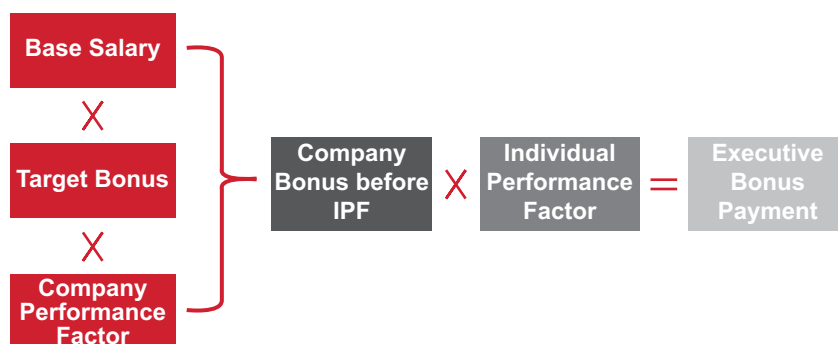 Base Salary
X
Target Bonus
X
Company
Performance
Factor
Company
Bonus before
IPF
X
Individual
Performance
Factor
=
Executive
Bonus
Payment